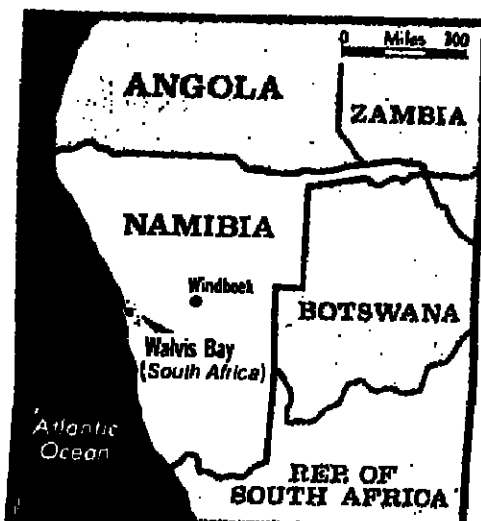 0 Miles 300
ANGOLA
ZAMBIA
NAMIBIA
Windhoek
BOTSWANA
Walvis Bay
(South Africa)
Atlantic
Ocean
REP. OF
SOUTH AFRICA